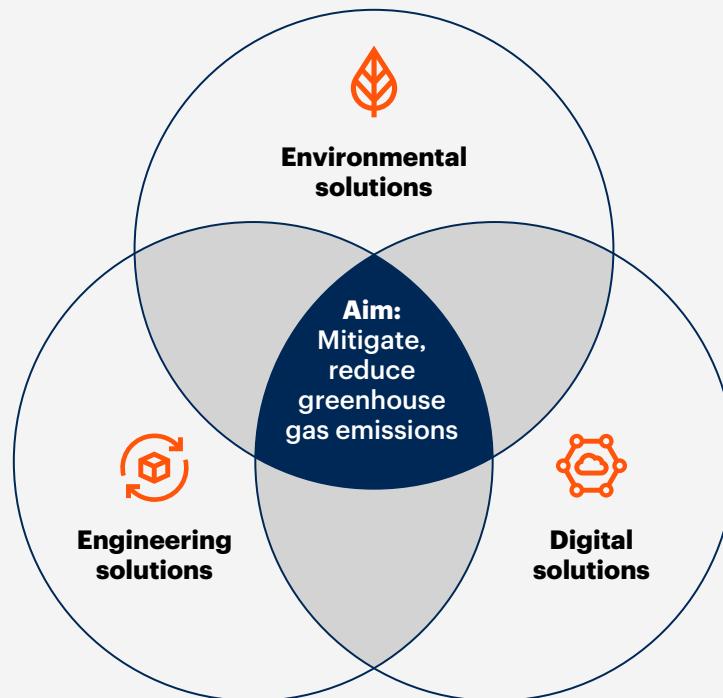 Environmental
solutions
Aim:
Mitigate,
reduce
greenhouse
gas emissions
Engineering
solutions
Digital
solutions